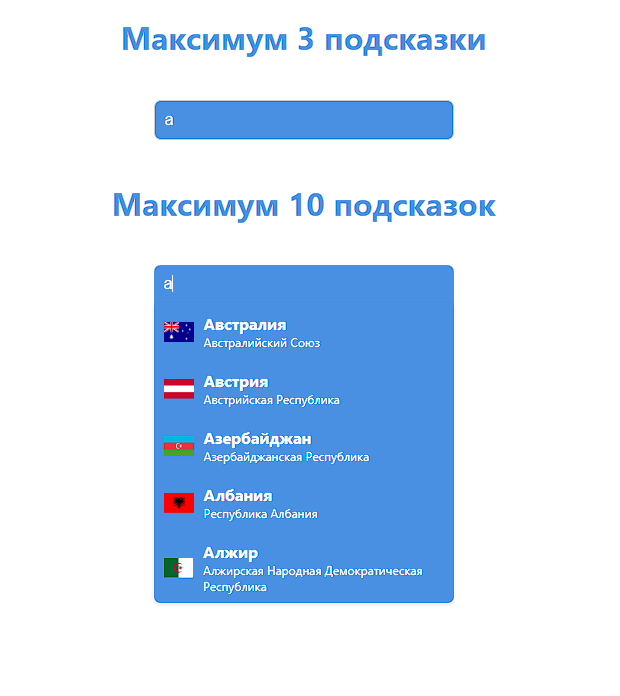 Максимум 3 подсказки
а
Максимум 10 подсказок
а
Австралия
Австралийский Союз
Австрия
Австрийская Республика
Азербайджан
Азербайджанская Республика
Албания
Республика Албания
Алжир
Алжирская Народная Демократическая
Республика